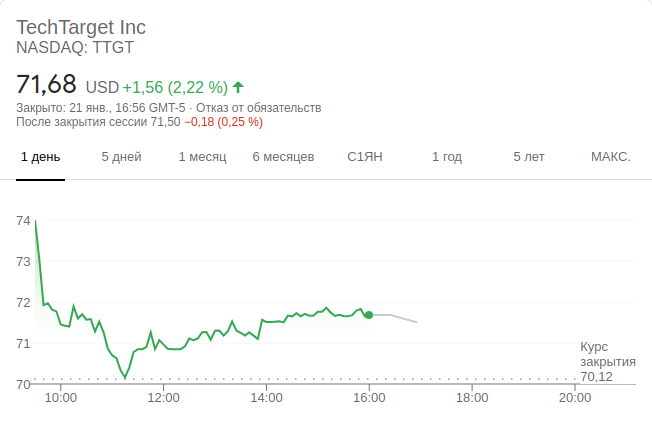 TechTarget Inc
NASDAQ: TTGT
71,68 USD +1,56 (2,22 %)
Закрыто: 21 янв., 16:56 GMT-5 · Отказ от обязательств
После закрытия сессии 71,50 −0,18 (0,25 %)
1 день 5 дней 1 месяц 6 месяцев С1ЯН 1 год 5 лет МАКС.
74
73
72
71
Курс
закрытия
70,12
70
10:00 12:00 14:00 16:00 18:00 20:00